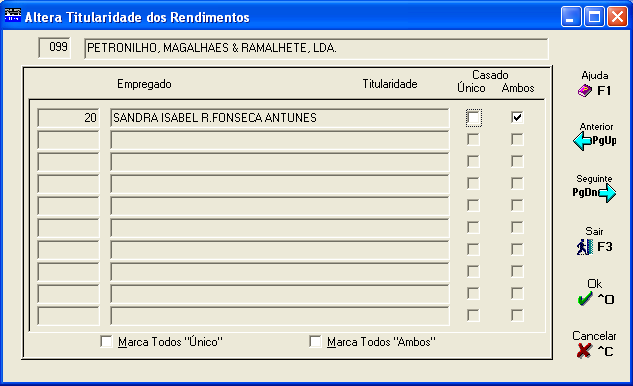 Altera Titularidade dos Rendimentos
099 PETRONILHO, MAGALHAES & RAMALHETE, LDA.
Empregado Titularidade Casado
Único Ambos
20 SANDRA ISABEL R.FONSECA ANTUNES
Marca Todos "Único" Marca Todos "Ambos"
Ajuda
F1
Anterior
PgUp
Seguinte
PgDn
Sair
F3
Ok
^O
Cancelar
^C